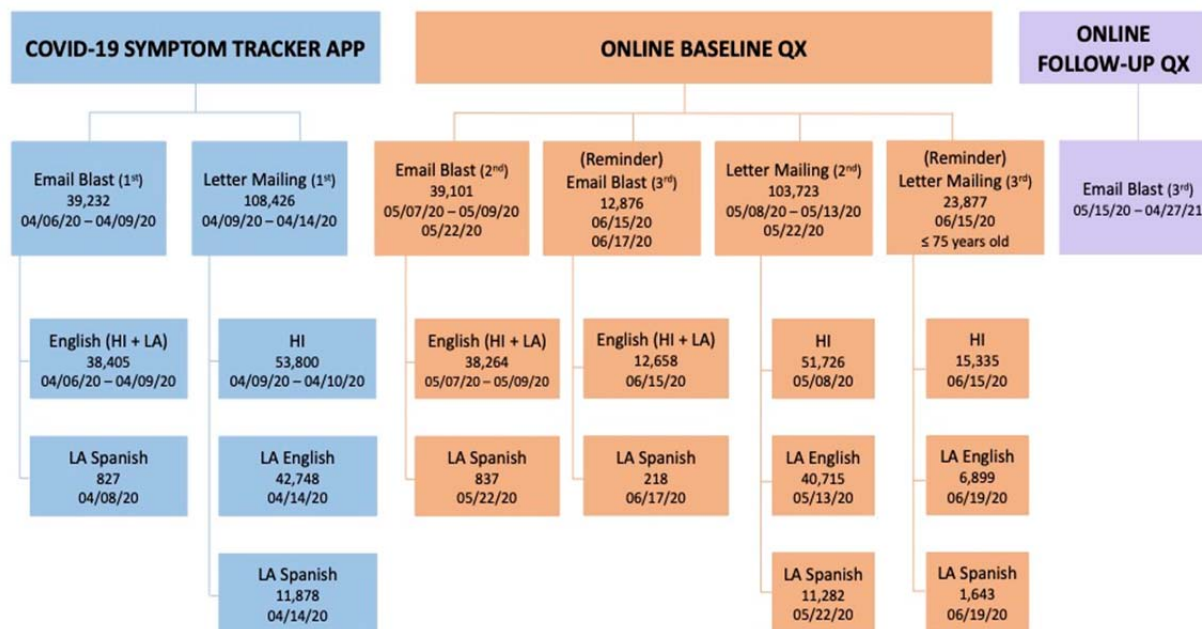 COVID-19 SYMPTOM TRACKER APP
ONLINE BASELINE QX
ONLINE
FOLLOW-UP QX
Email Blast (1st)
39,232
04/06/20 – 04/09/20
Letter Mailing (1st)
108,426
04/09/20 – 04/14/20
Email Blast (2nd)
39,101
05/07/20 – 05/09/20
05/22/20
(Reminder)
Email Blast (3rd)
12,876
06/15/20
06/17/20
Letter Mailing (2nd)
103,723
05/08/20 – 05/13/20
05/22/20
(Reminder)
Letter Mailing (3rd)
23,877
06/15/20
≤ 75 years old
Email Blast (3rd)
05/15/20 – 04/27/21
English (HI + LA)
38,405
04/06/20 – 04/09/20
HI
53,800
04/09/20 – 04/10/20
English (HI + LA)
38,264
05/07/20 – 05/09/20
English (HI + LA)
12,658
06/15/20
HI
51,726
05/08/20
HI
15,335
06/15/20
LA Spanish
827
04/08/20
LA English
42,748
04/14/20
LA Spanish
837
05/22/20
LA Spanish
218
06/17/20
LA English
40,715
05/13/20
LA English
6,899
06/19/20
LA Spanish
11,878
04/14/20
LA Spanish
11,282
05/22/20
LA Spanish
1,643
06/19/20